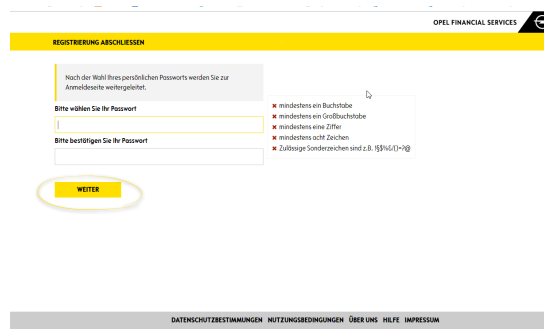 OPEL FINANCIAL SERVICES
REGISTRIERUNG ABSCHLIESSEN
Nach der Wahl Ihres persönlichen Passworts werden Sie zur
Anmeldeseite weitergeleitet.
Bitte wählen Sie Ihr Passwort
Bitte bestätigen Sie Ihr Passwort
mindestens ein Buchstabe
mindestens ein Großbuchstabe
mindestens eine Ziffer
mindestens acht Zeichen
Zulässige Sonderzeichen sind z.B. !§$%&/()=?@
WEITER
DATENSCHUTZBESTIMMUNGEN NUTZUNGSBEDINGUNGEN ÜBER UNS HILFE IMPRESSUM